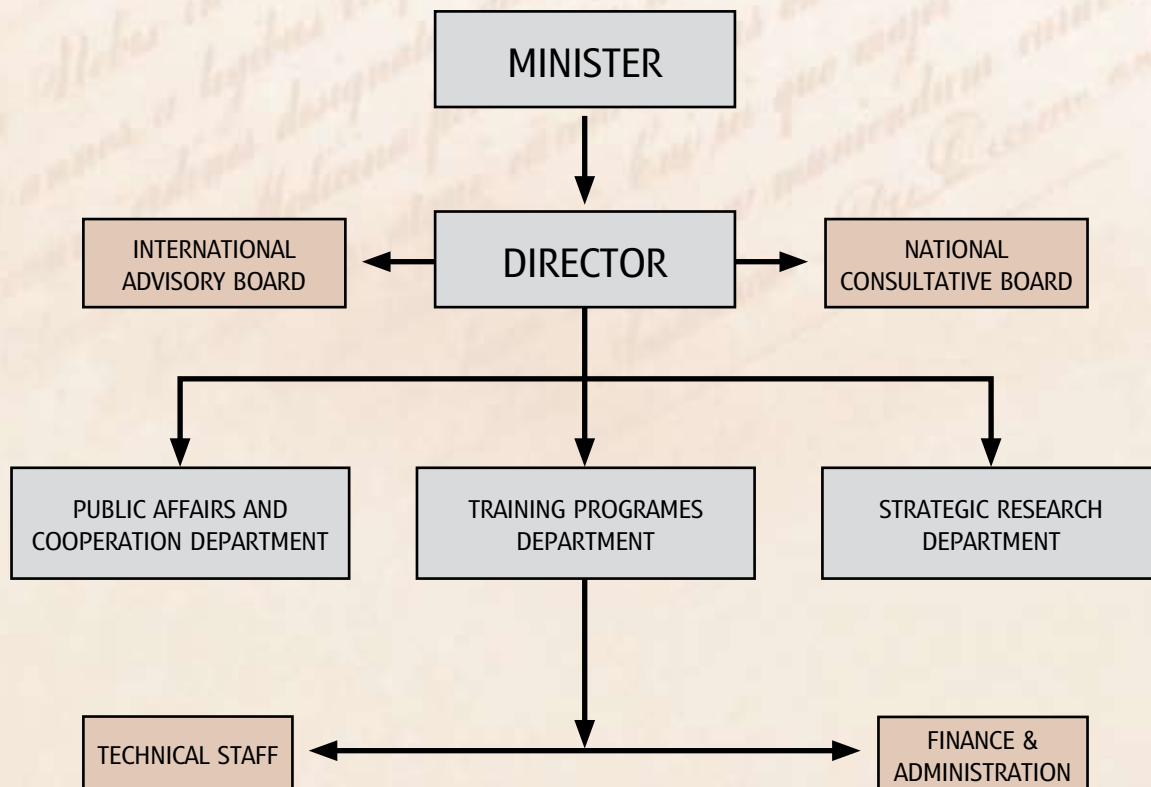 MINISTER
INTERNATIONAL
ADVISORY BOARD
DIRECTOR
NATIONAL
CONSULTATIVE BOARD
PUBLIC AFFAIRS AND
COOPERATION DEPARTMENT
TRAINING PROGRAMES
DEPARTMENT
STRATEGIC RESEARCH
DEPARTMENT
TECHNICAL STAFF
FINANCE &
ADMINISTRATION